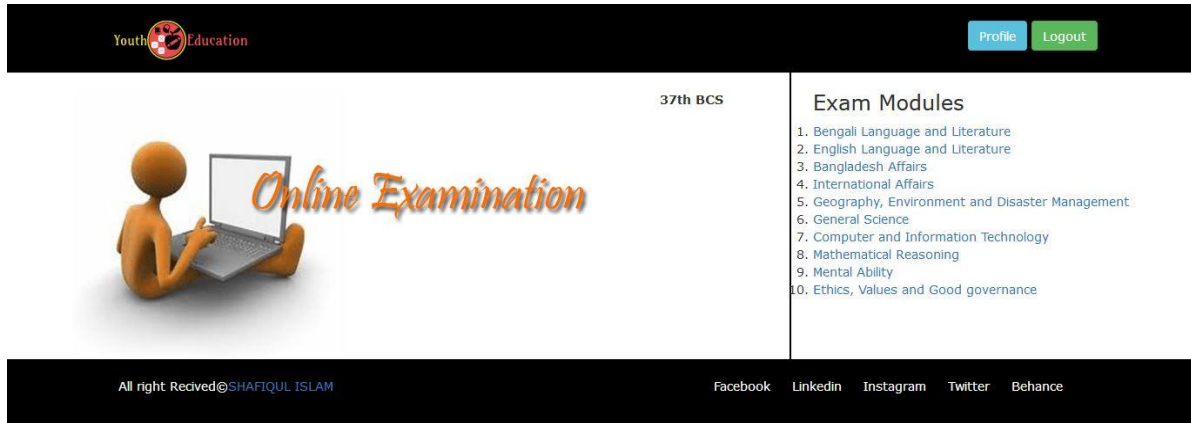 Youth Education
Profile Logout
37th BCS
Online Examination
Exam Modules
1. Bengali Language and Literature
2. English Language and Literature
3. Bangladesh Affairs
4. International Affairs
5. Geography, Environment and Disaster Management
6. General Science
7. Computer and Information Technology
8. Mathematical Reasoning
9. Mental Ability
10. Ethics, Values and Good governance
All right Recived©SHAFIQUL ISLAM
Facebook Linkedin Instagram Twitter Behance